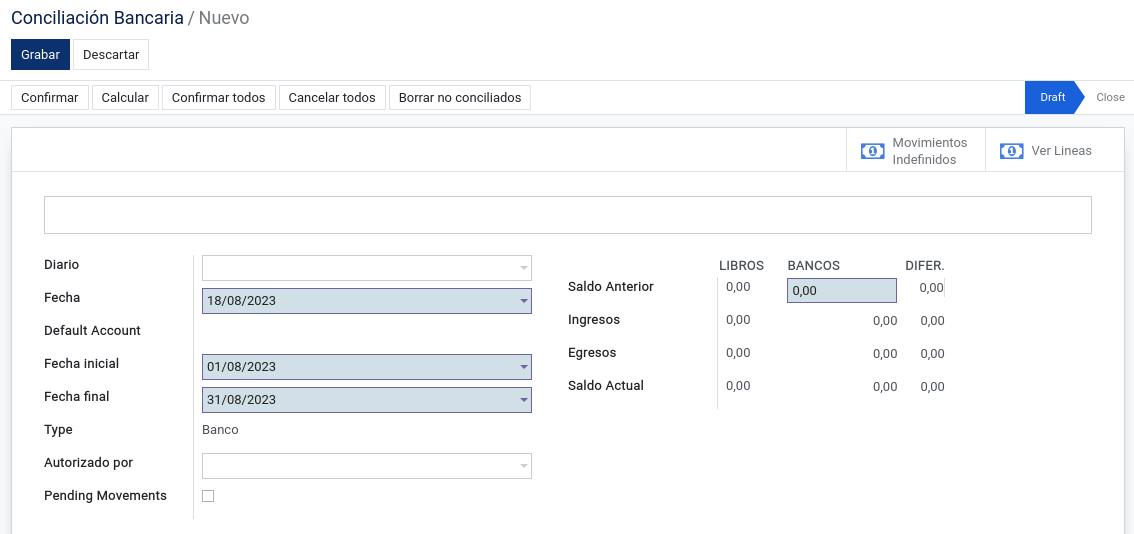 Conciliación Bancaria / Nuevo
Grabar Descartar
Confirmar Calcular Confirmar todos Cancelar todos Borrar no conciliados Draft Close
Movimientos
Indefinidos
Ver Lineas
Diario
Fecha 18/08/2023
Default Account
Fecha inicial 01/08/2023
Fecha final 31/08/2023
Type Banco
Autorizado por
Pending Movements
LIBROS BANCOS DIFER.
Saldo Anterior 0,00 0,00 0,00
Ingresos 0,00 0,00 0,00
Egresos 0,00 0,00 0,00
Saldo Actual 0,00 0,00 0,00